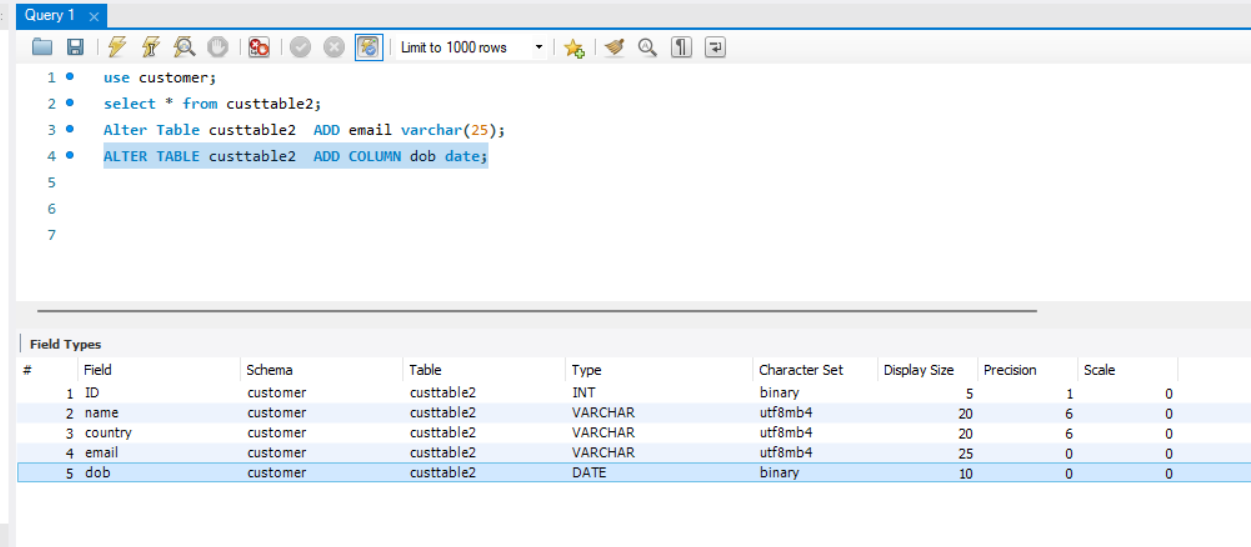 Query 1
Limit to 1000 rows
1 use customer;
2 select * from custtable2;
3 Alter Table custtable2  ADD email varchar(25);
4 ALTER TABLE custtable2  ADD COLUMN dob date;
5
6
7
Field Types
# Field Schema Table Type Character Set Display Size Precision Scale
1 ID customer custtable2 INT binary 5 1 0
2 name customer custtable2 VARCHAR utf8mb4 20 6 0
3 country customer custtable2 VARCHAR utf8mb4 20 6 0
4 email customer custtable2 VARCHAR utf8mb4 25 0 0
5 dob customer custtable2 DATE binary 10 0 0